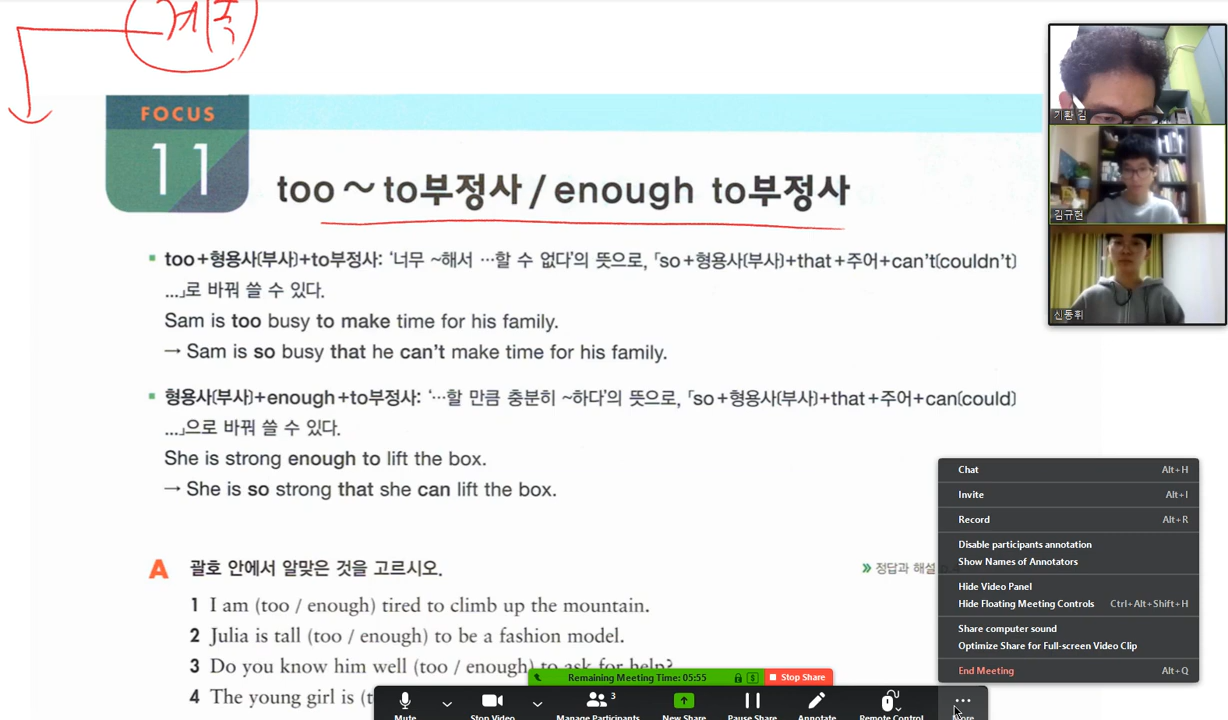 계속
FOCUS
11
too ~ to부정사 / enough to부정사
too+형용사(부사)+to부정사: '너무 ~해서 …할 수 없다'의 뜻으로, 「so+형용사(부사)+that+주어+can't(couldn't)
...」로 바꿔 쓸 수 있다.
Sam is too busy to make time for his family.
→ Sam is so busy that he can't make time for his family.
형용사(부사)+enough+to부정사: '…할 만큼 충분히 ~하다'의 뜻으로, 「so+형용사(부사)+that+주어+can(could)
...」으로 바꿔 쓸 수 있다.
She is strong enough to lift the box.
→ She is so strong that she can lift the box.
A 괄호 안에서 알맞은 것을 고르시오.
정답과 해설
1 I am (too / enough) tired to climb up the mountain.
2 Julia is tall (too / enough) to be a fashion model.
3 Do you know him well (too / enough) to ask for help?
4 The young girl is (t
기환 김
김규현
신동휘
Chat Alt+H
Invite Alt+I
Record Alt+R
Disable participants annotation
Show Names of Annotators
Hide Video Panel
Hide Floating Meeting Controls Ctrl+Alt+Shift+H
Share computer sound
Optimize Share for Full-screen Video Clip
End Meeting Alt+Q
Remaining Meeting Time: 05:55 Stop Share
3
Mute Stop Video Manage Participants New Share Pause Share Annotate Remote Control More